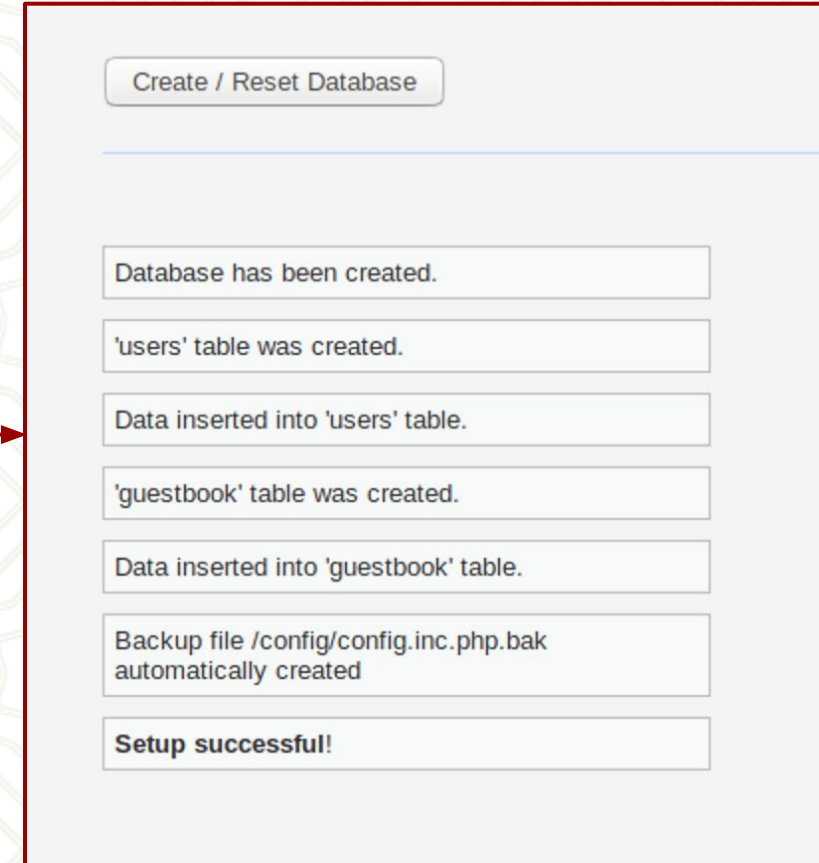 Create / Reset Database
Database has been created.
'users' table was created.
Data inserted into 'users' table.
'guestbook' table was created.
Data inserted into 'guestbook' table.
Backup file /config/config.inc.php.bak
automatically created
Setup successful!